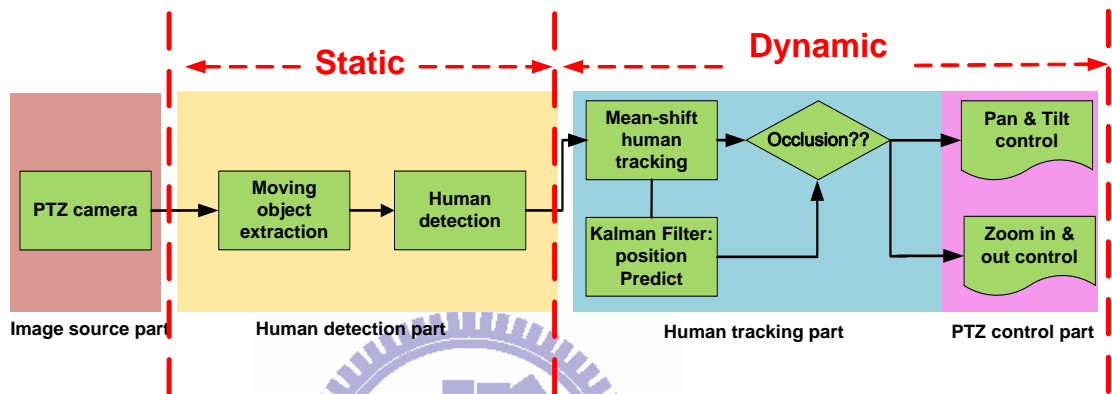 Static
Dynamic
PTZ camera
Moving
object
extraction
Human
detection
Mean-shift
human
tracking
Kalman Filter:
position
Predict
Occlusion??
Pan & Tilt
control
Zoom in &
out control
Image source part
Human detection part
Human tracking part
PTZ control part